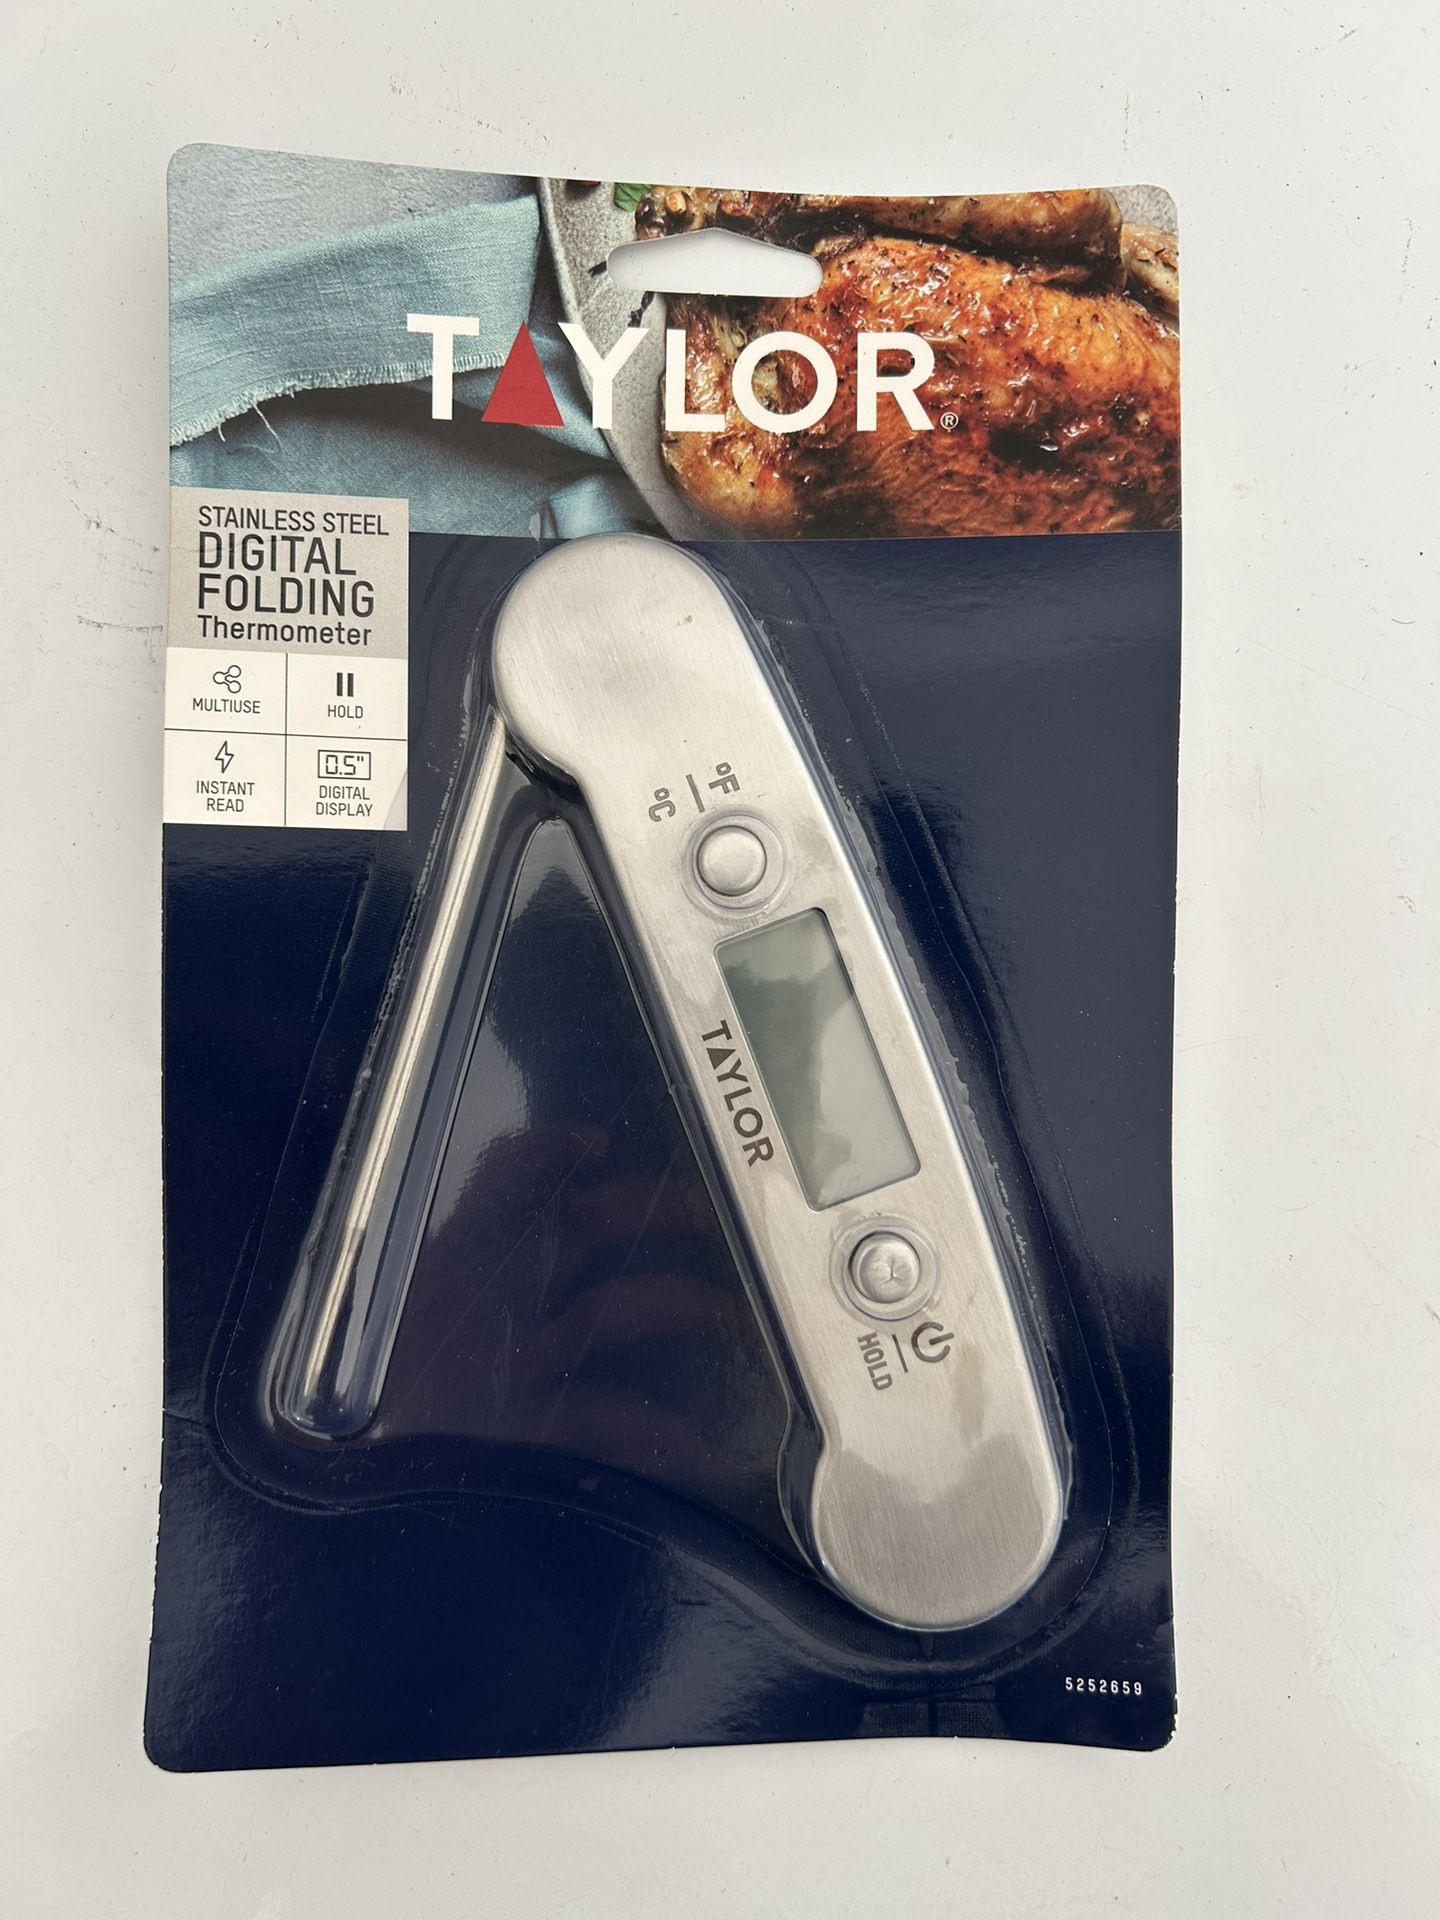 TAYLOR®
STAINLESS STEEL
DIGITAL
FOLDING
Thermometer
MULTIUSE
HOLD
INSTANT
READ
0.5"
DIGITAL
DISPLAY
°C | °F
TAYLOR
HOLD |
5252659